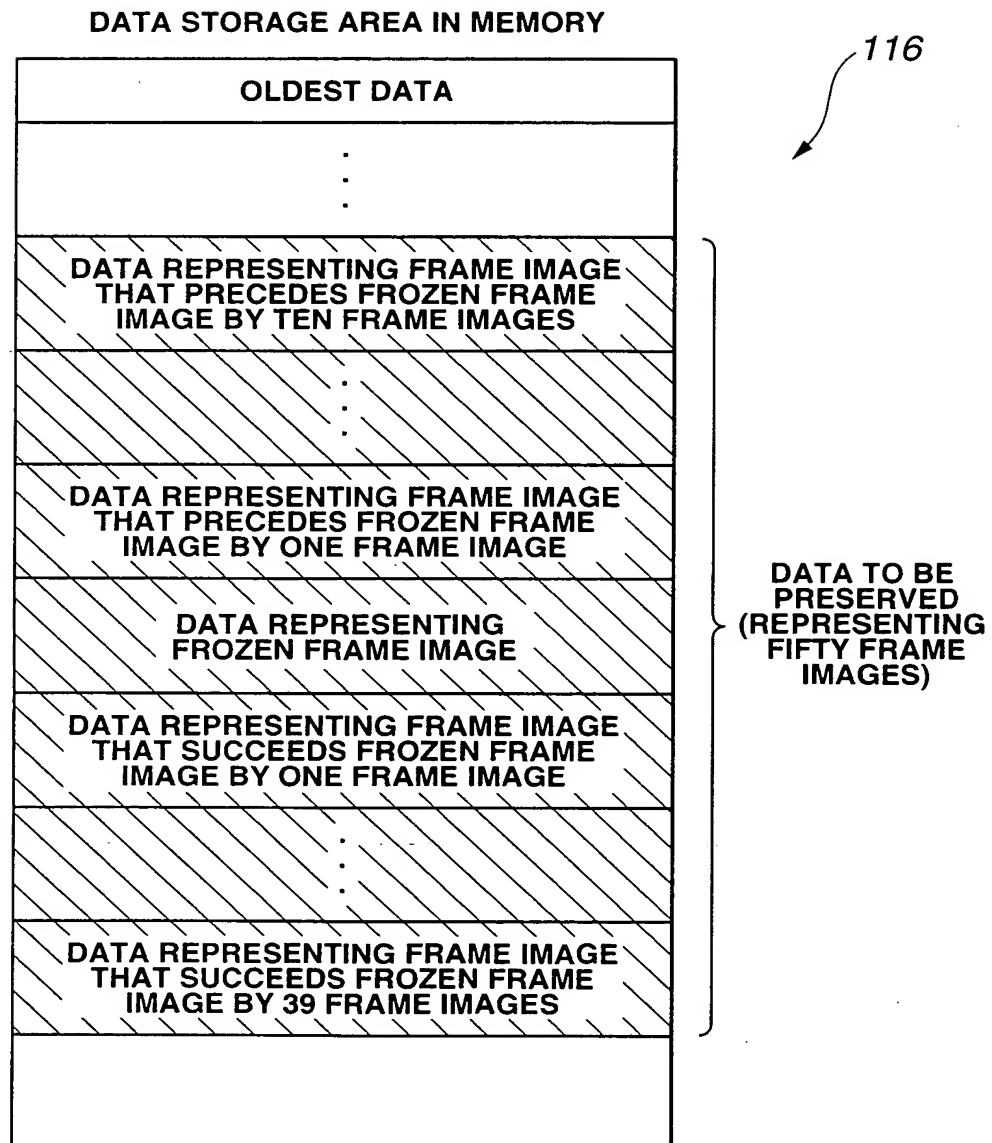 DATA STORAGE AREA IN MEMORY
116
OLDEST DATA
DATA REPRESENTING FRAME IMAGE
THAT PRECEDES FROZEN FRAME
IMAGE BY TEN FRAME IMAGES
DATA REPRESENTING FRAME IMAGE
THAT PRECEDES FROZEN FRAME
IMAGE BY ONE FRAME IMAGE
DATA REPRESENTING
FROZEN FRAME IMAGE
DATA REPRESENTING FRAME IMAGE
THAT SUCCEEDS FROZEN FRAME
IMAGE BY ONE FRAME IMAGE
DATA REPRESENTING FRAME IMAGE
THAT SUCCEEDS FROZEN FRAME
IMAGE BY 39 FRAME IMAGES
DATA TO BE
PRESERVED
(REPRESENTING
FIFTY FRAME
IMAGES)